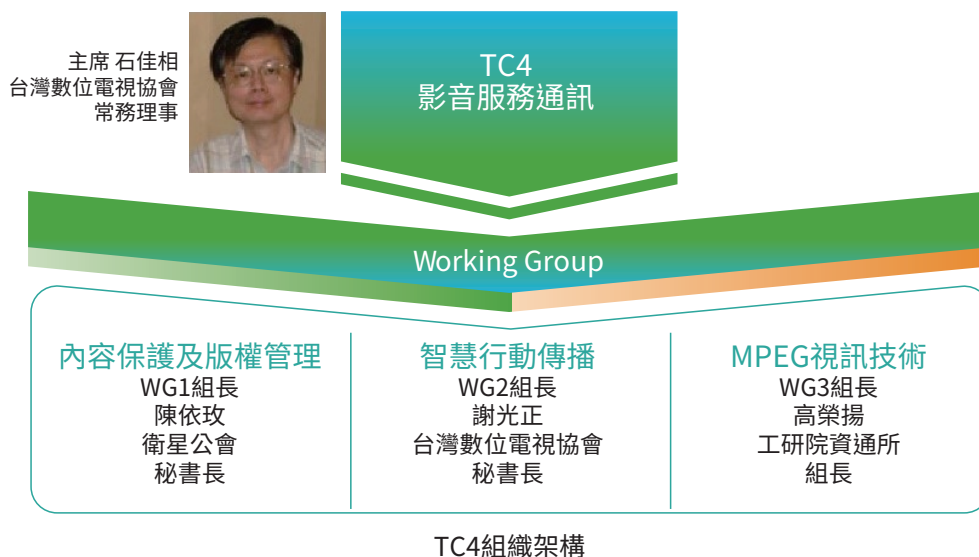 主席 石佳相
台灣數位電視協會
常務理事
TC4
影音服務通訊
Working Group
內容保護及版權管理
WG1組長
陳依玫
衛星公會
秘書長
智慧行動傳播
WG2組長
謝光正
台灣數位電視協會
秘書長
MPEG視訊技術
WG3組長
高榮揚
工研院資通所
組長
TC4組織架構